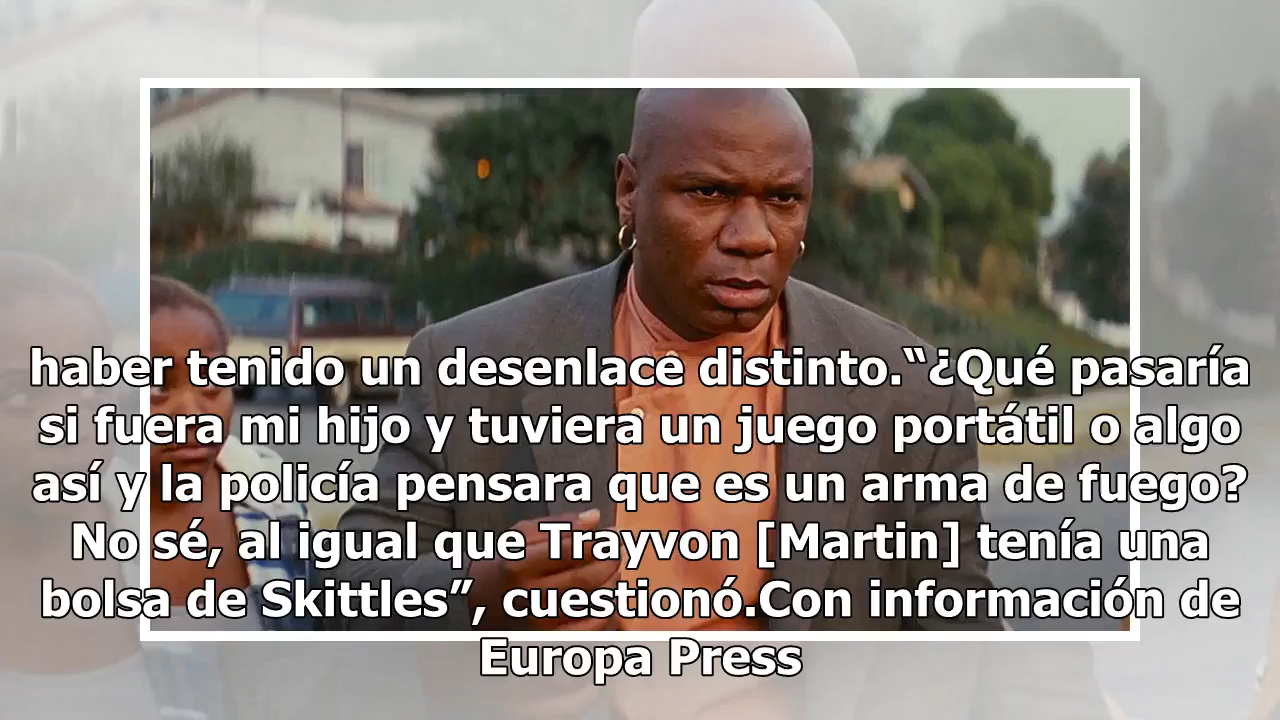 haber tenido un desenlace distinto.“¿Qué pasaría
si fuera mi hijo y tuviera un juego portátil o algo
así y la policía pensara que es un arma de fuego?
No sé, al igual que Trayvon [Martin] tenía una
bolsa de Skittles”, cuestionó.Con información de
Europa Press